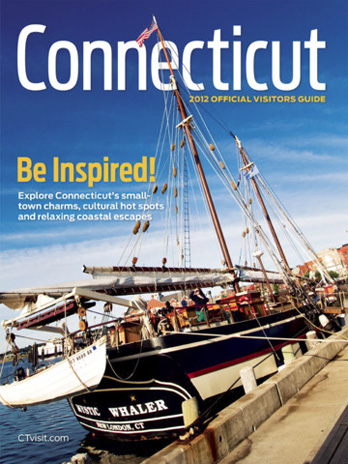 Connecticut
2012 OFFICIAL VISITORS GUIDE
Be Inspired!
Explore Connecticut's small-
town charms, cultural hot spots
and relaxing coastal escapes
MYSTIC WHALER
NEW LONDON, CT
CTvisit.com